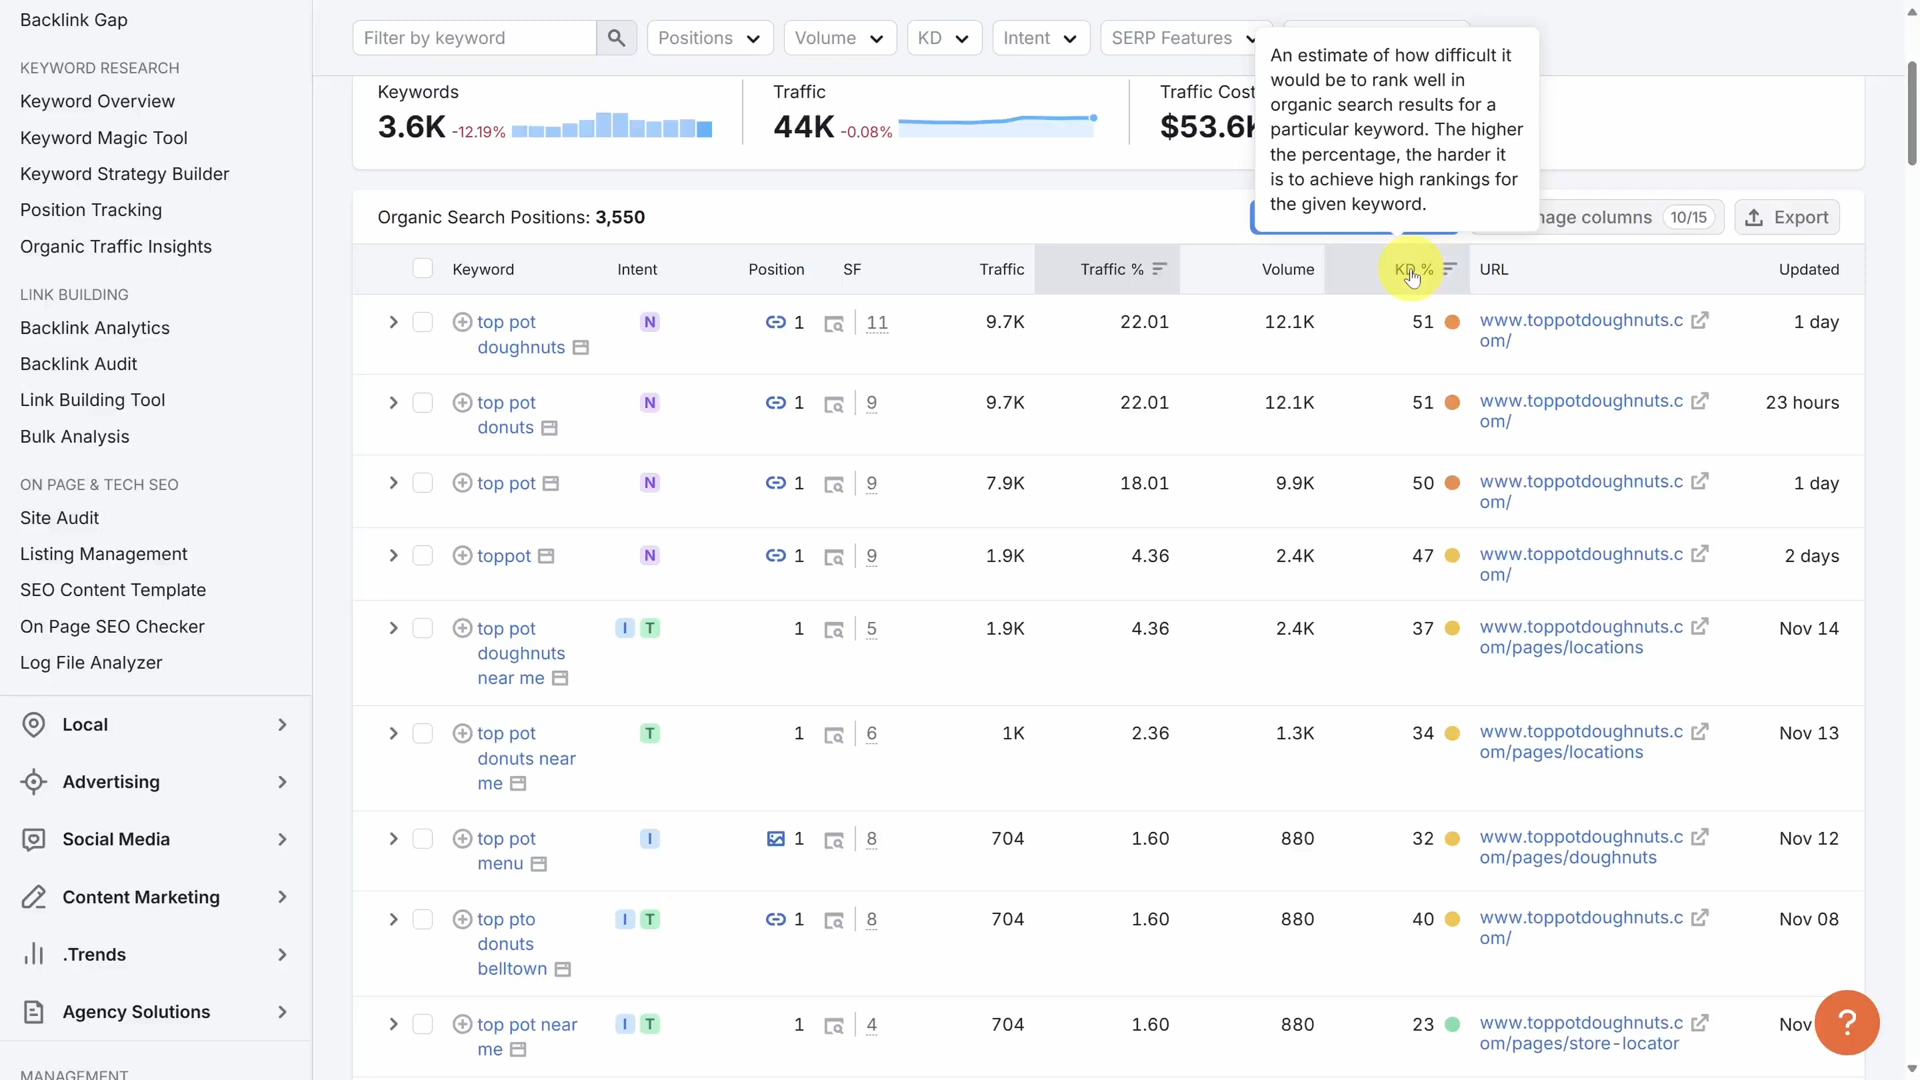 Backlink Gap
KEYWORD RESEARCH
Keyword Overview
Keyword Magic Tool
Keyword Strategy Builder
Position Tracking
Organic Traffic Insights
LINK BUILDING
Backlink Analytics
Backlink Audit
Link Building Tool
Bulk Analysis
ON PAGE & TECH SEO
Site Audit
Listing Management
SEO Content Template
On Page SEO Checker
Log File Analyzer
Local
Advertising
Social Media
Content Marketing
.Trends
Agency Solutions
MANAGEMENT
Filter by keyword
Positions
Volume
KD
Intent
SERP Features
An estimate of how difficult it
would be to rank well in
organic search results for a
particular keyword. The higher
the percentage, the harder it
is to achieve high rankings for
the given keyword.
Keywords
3.6K -12.19%
Traffic
44K -0.08%
Traffic Cost
$53.6K
Organic Search Positions: 3,550
columns 10/15
Export
Keyword Intent Position SF Traffic Traffic % Volume KD % URL Updated
top pot
doughnuts
N 1 11 9.7K 22.01 12.1K 51
www.toppotdoughnuts.c
om/
1 day
top pot
donuts
N 1 9 9.7K 22.01 12.1K 51
www.toppotdoughnuts.c
om/
23 hours
top pot
N 1 9 7.9K 18.01 9.9K 50
www.toppotdoughnuts.c
om/
1 day
toppot
N 1 9 1.9K 4.36 2.4K 47
www.toppotdoughnuts.c
om/
2 days
top pot
doughnuts
near me
I T 1 5 1.9K 4.36 2.4K 37
www.toppotdoughnuts.c
om/pages/locations
Nov 14
top pot
donuts near
me
T 1 6 1K 2.36 1.3K 34
www.toppotdoughnuts.c
om/pages/locations
Nov 13
top pot
menu
I 1 8 704 1.60 880 32
www.toppotdoughnuts.c
om/pages/doughnuts
Nov 12
top pto
donuts
belltown
I T 1 8 704 1.60 880 40
www.toppotdoughnuts.c
om/
Nov 08
top pot near
me
I T 1 4 704 1.60 880 23
www.toppotdoughnuts.c
om/pages/store-locator
Nov
?